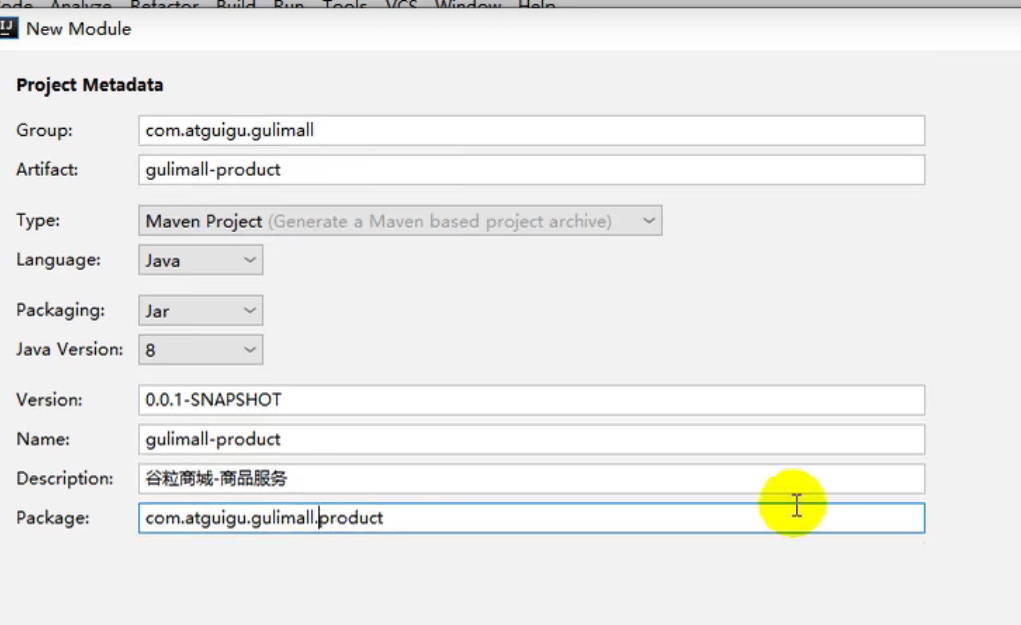 Code Analyze Refactor Build Run Tools VCS Window Help
IJ New Module
Project Metadata
Group: com.atguigu.gulimall
Artifact: gulimall-product
Type: Maven Project (Generate a Maven based project archive)
Language: Java
Packaging: Jar
Java Version: 8
Version: 0.0.1-SNAPSHOT
Name: gulimall-product
Description: 谷粒商城-商品服务
Package: com.atguigu.gulimall.product